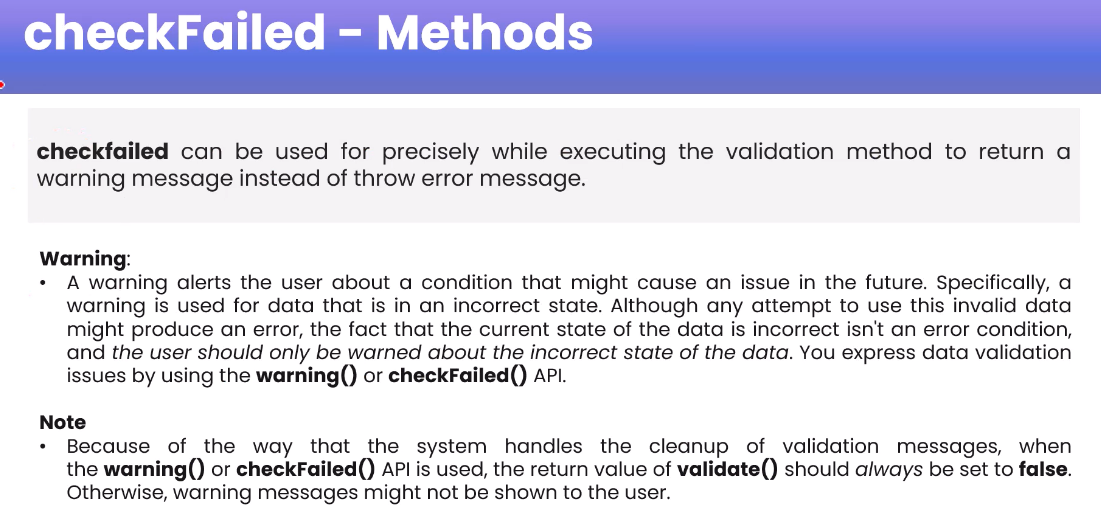 checkFailed - Methods
checkfailed can be used for precisely while executing the validation method to return a
warning message instead of throw error message.
Warning:
• A warning alerts the user about a condition that might cause an issue in the future. Specifically, a
warning is used for data that is in an incorrect state. Although any attempt to use this invalid data
might produce an error, the fact that the current state of the data is incorrect isn't an error condition,
and the user should only be warned about the incorrect state of the data. You express data validation
issues by using the warning() or checkFailed() API.
Note
• Because of the way that the system handles the cleanup of validation messages, when
the warning() or checkFailed() API is used, the return value of validate() should always be set to false.
Otherwise, warning messages might not be shown to the user.